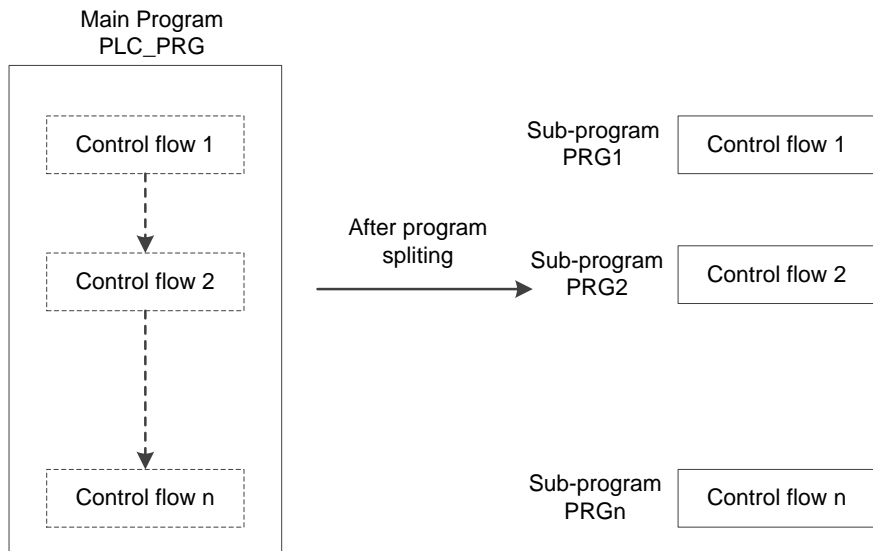 Main Program
PLC_PRG
Control flow 1
Control flow 2
Control flow n
After program
spliting
Sub-program
PRG1
Control flow 1
Sub-program
PRG2
Control flow 2
Sub-program
PRGn
Control flow n